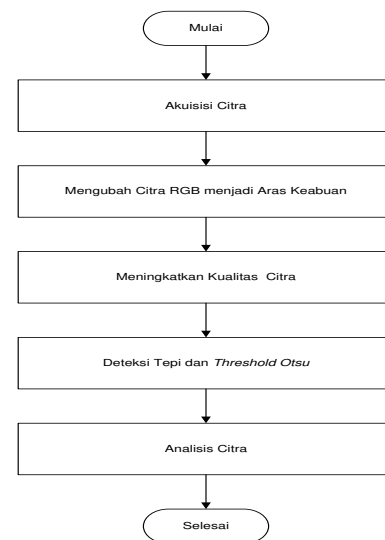 Mulai
Akuisisi Citra
Mengubah Citra RGB menjadi Aras Keabuan
Meningkatkan Kualitas Citra
Deteksi Tepi dan Threshold Otsu
Analisis Citra
Selesai